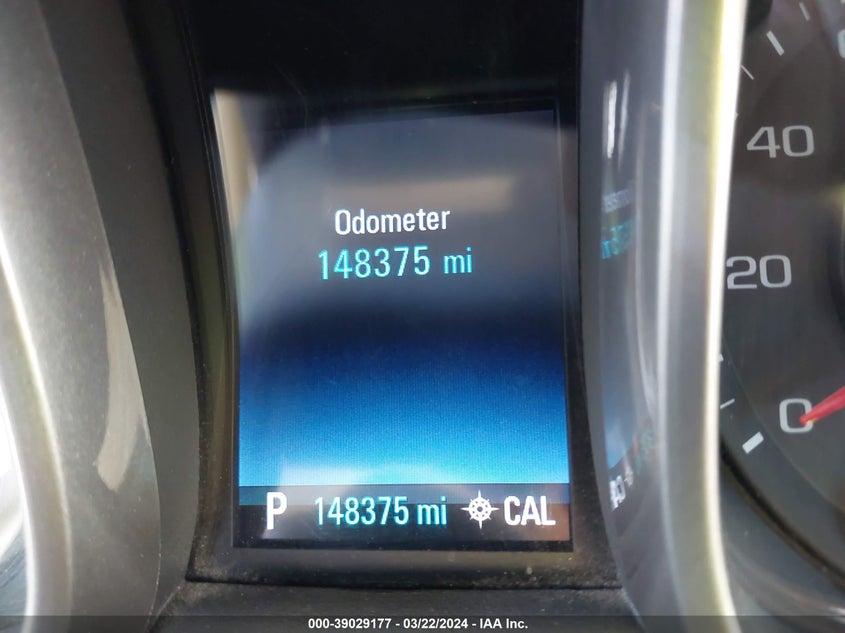 40
Odometer
148375 mi
20
0
P 148375 mi CAL
000-39029177 - 03/22/2024 - IAA Inc.